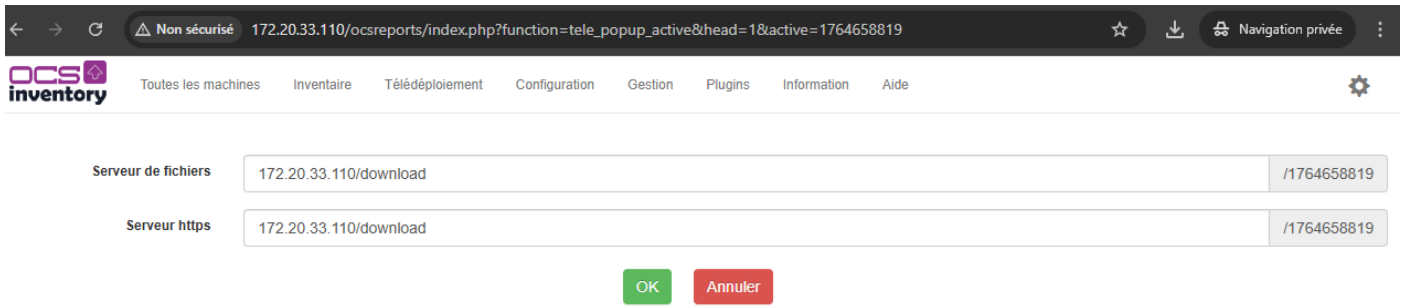 Non sécurisé 172.20.33.110/ocsreports/index.php?function=tele_popup_active&head=1&active=1764658819 Navigation privée
OCS inventory
Toutes les machines Inventaire Télédéploiement Configuration Gestion Plugins Information Aide
Serveur de fichiers 172.20.33.110/download /1764658819
Serveur https 172.20.33.110/download /1764658819
OK Annuler